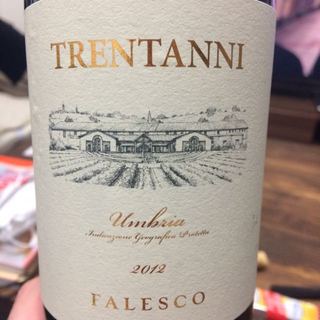 TRENTANNI
Umbria
Indicazione Geografica Protetta
2012
FALESCO